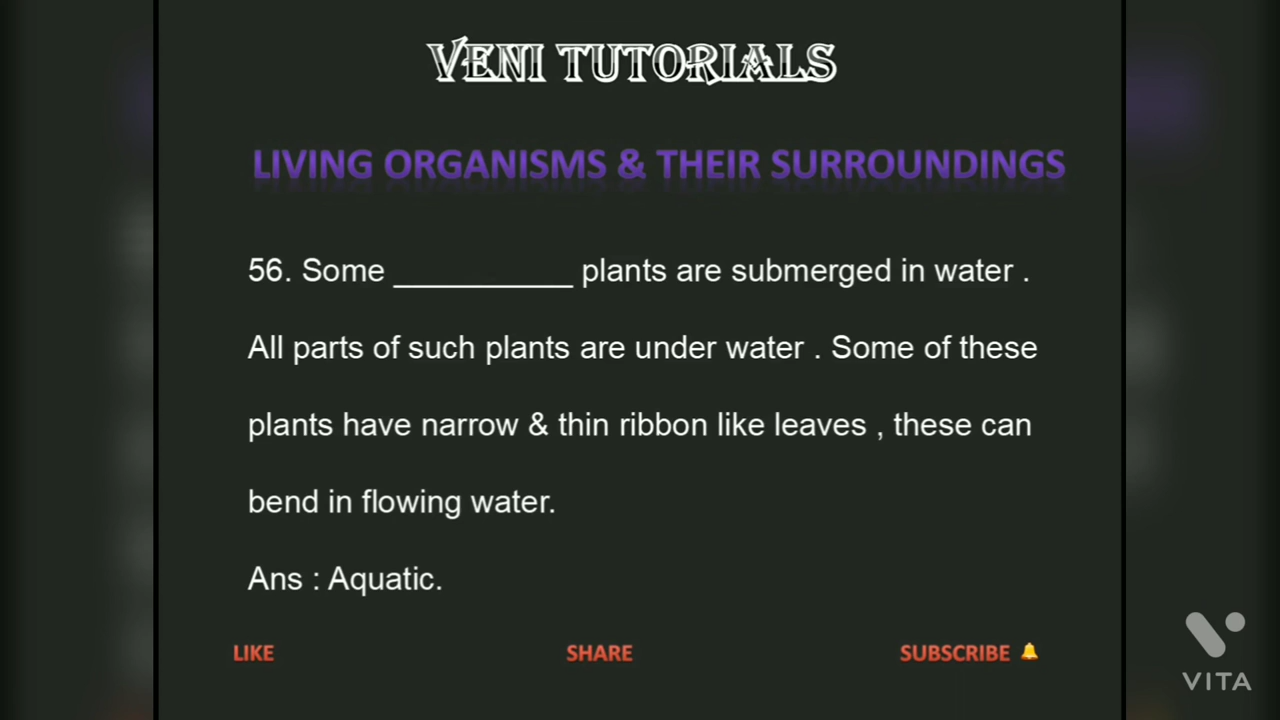 VENI TUTORIALS
LIVING ORGANISMS & THEIR SURROUNDINGS
56. Some __________ plants are submerged in water .
All parts of such plants are under water . Some of these
plants have narrow & thin ribbon like leaves , these can
bend in flowing water.
Ans : Aquatic.
LIKE SHARE SUBSCRIBE 🔔
VITA